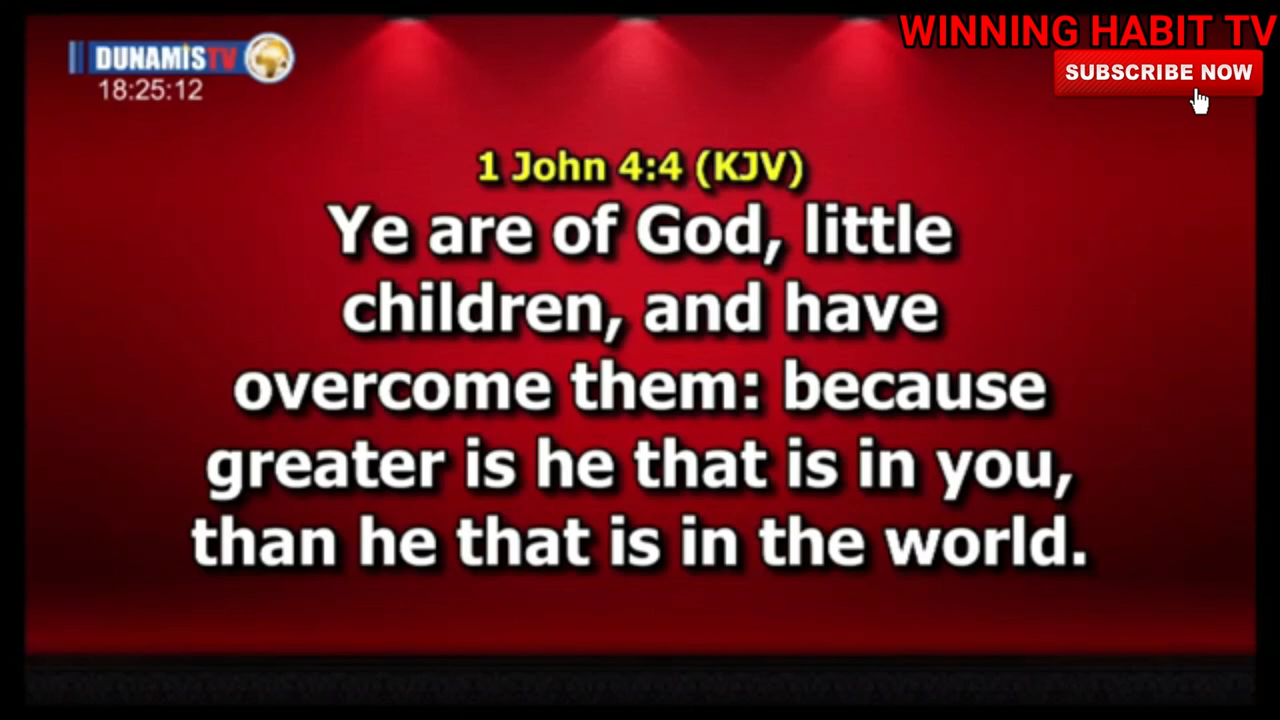 DUNAMIS TV
18:25:12
WINNING HABIT TV
SUBSCRIBE NOW
1 John 4:4 (KJV)
Ye are of God, little
children, and have
overcome them: because
greater is he that is in you,
than he that is in the world.